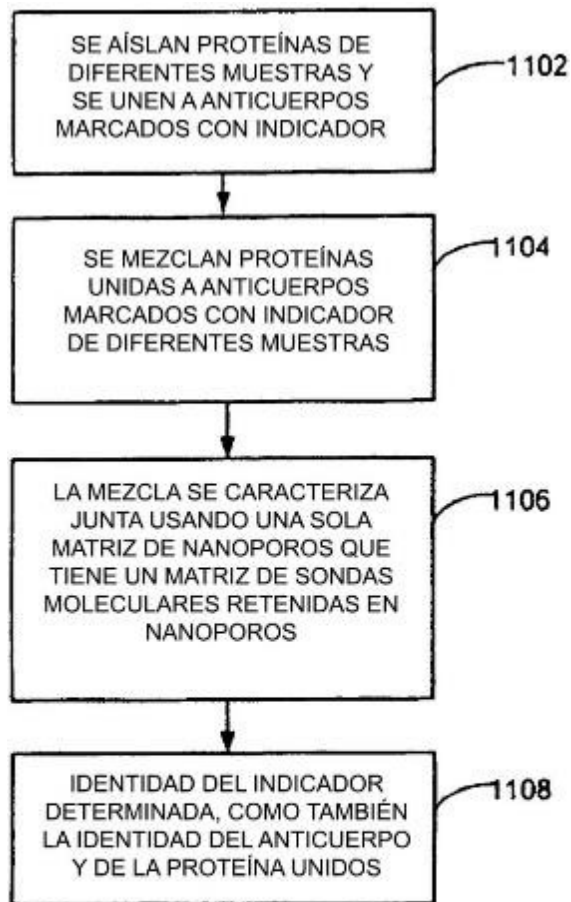 SE AÍSLAN PROTEÍNAS DE
DIFERENTES MUESTRAS Y
SE UNEN A ANTICUERPOS
MARCADOS CON INDICADOR
1102
SE MEZCLAN PROTEÍNAS
UNIDAS A ANTICUERPOS
MARCADOS CON INDICADOR
DE DIFERENTES MUESTRAS
1104
LA MEZCLA SE CARACTERIZA
JUNTA USANDO UNA SOLA
MATRIZ DE NANOPOROS QUE
TIENE UN MATRIZ DE SONDAS
MOLECULARES RETENIDAS EN
NANOPOROS
1106
IDENTIDAD DEL INDICADOR
DETERMINADA, COMO TAMBIÉN
LA IDENTIDAD DEL ANTICUERPO
Y DE LA PROTEÍNA UNIDOS
1108